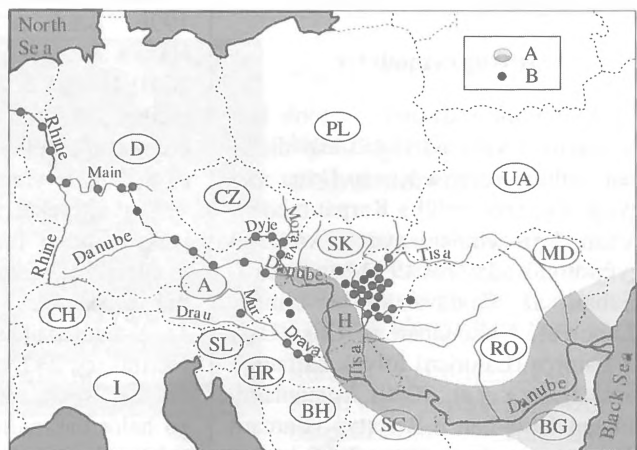 North
Sea
A
B
PL
D
UA
Rhine
Main
CZ
Dyje
Morava
SK
Tisa
MD
Danube
Danube
Rhine
A
Mur
H
CH
Drau
SL
Drava
Tisa
RO
HR
I
BH
SC
Danube
BG
Black Sea